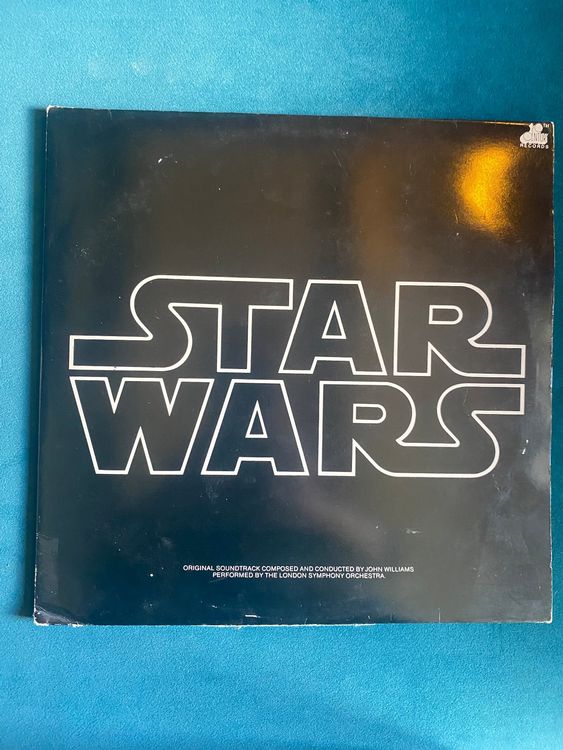 RECORDS
STAR
WARS
ORIGINAL SOUNDTRACK COMPOSED AND CONDUCTED BY JOHN WILLIAMS
PERFORMED BY THE LONDON SYMPHONY ORCHESTRA.